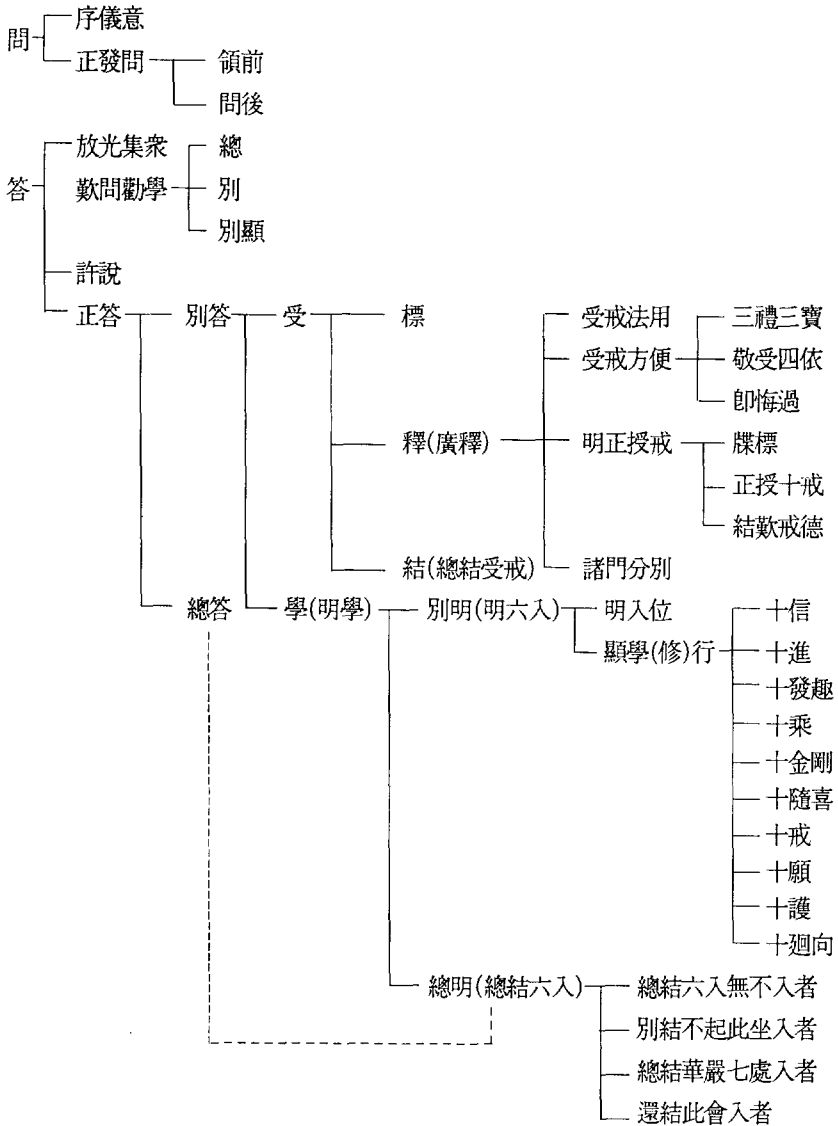 序儀意
問
正發問 領前
問後
放光集衆 總
答 歎問勸學 別
別顯
許說
正答 別答 受 標 受戒法用 三禮三寶
受戒方便 敬受四依
卽悔過
釋(廣釋) 明正授戒 牒標
正授十戒
結歎戒德
結(總結受戒) 諸門分別
總答 學(明學) 別明(明六入) 明入位 十信
顯學(修)行 十進
十發趣
十乘
十金剛
十隨喜
十戒
十願
十護
十廻向
總明(總結六入) 總結六入無不入者
別結不起此坐入者
總結華嚴七處入者
還結此會入者